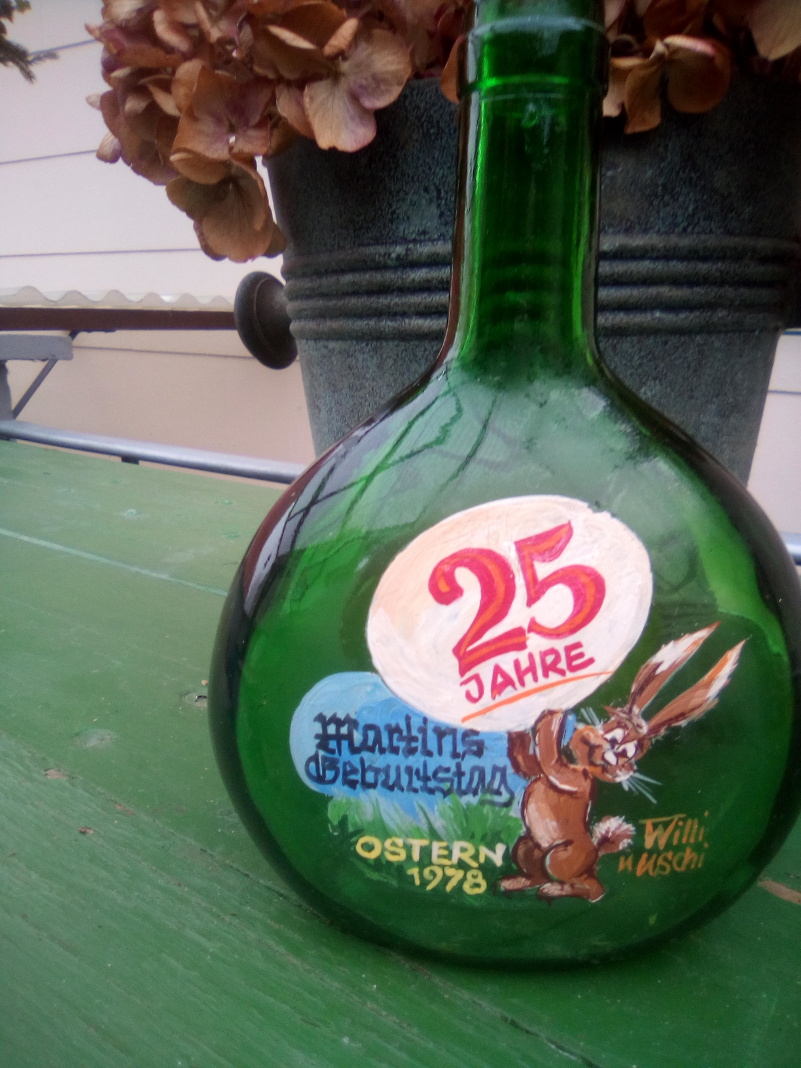 25
JAHRE
Martins
Geburtstag
OSTERN
1978
Willi
u Uschi